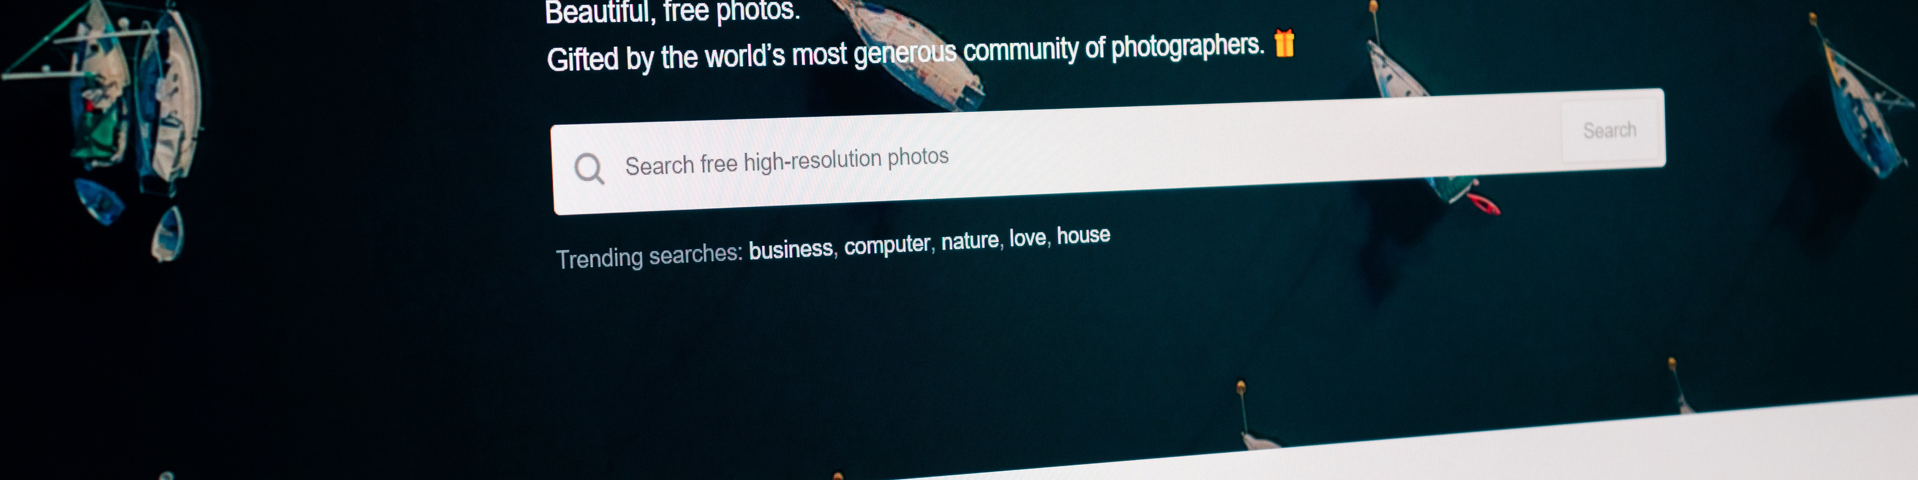 Beautiful, free photos.
Gifted by the world’s most generous community of photographers. 🎁
Search free high-resolution photos
Search
Trending searches: business, computer, nature, love, house